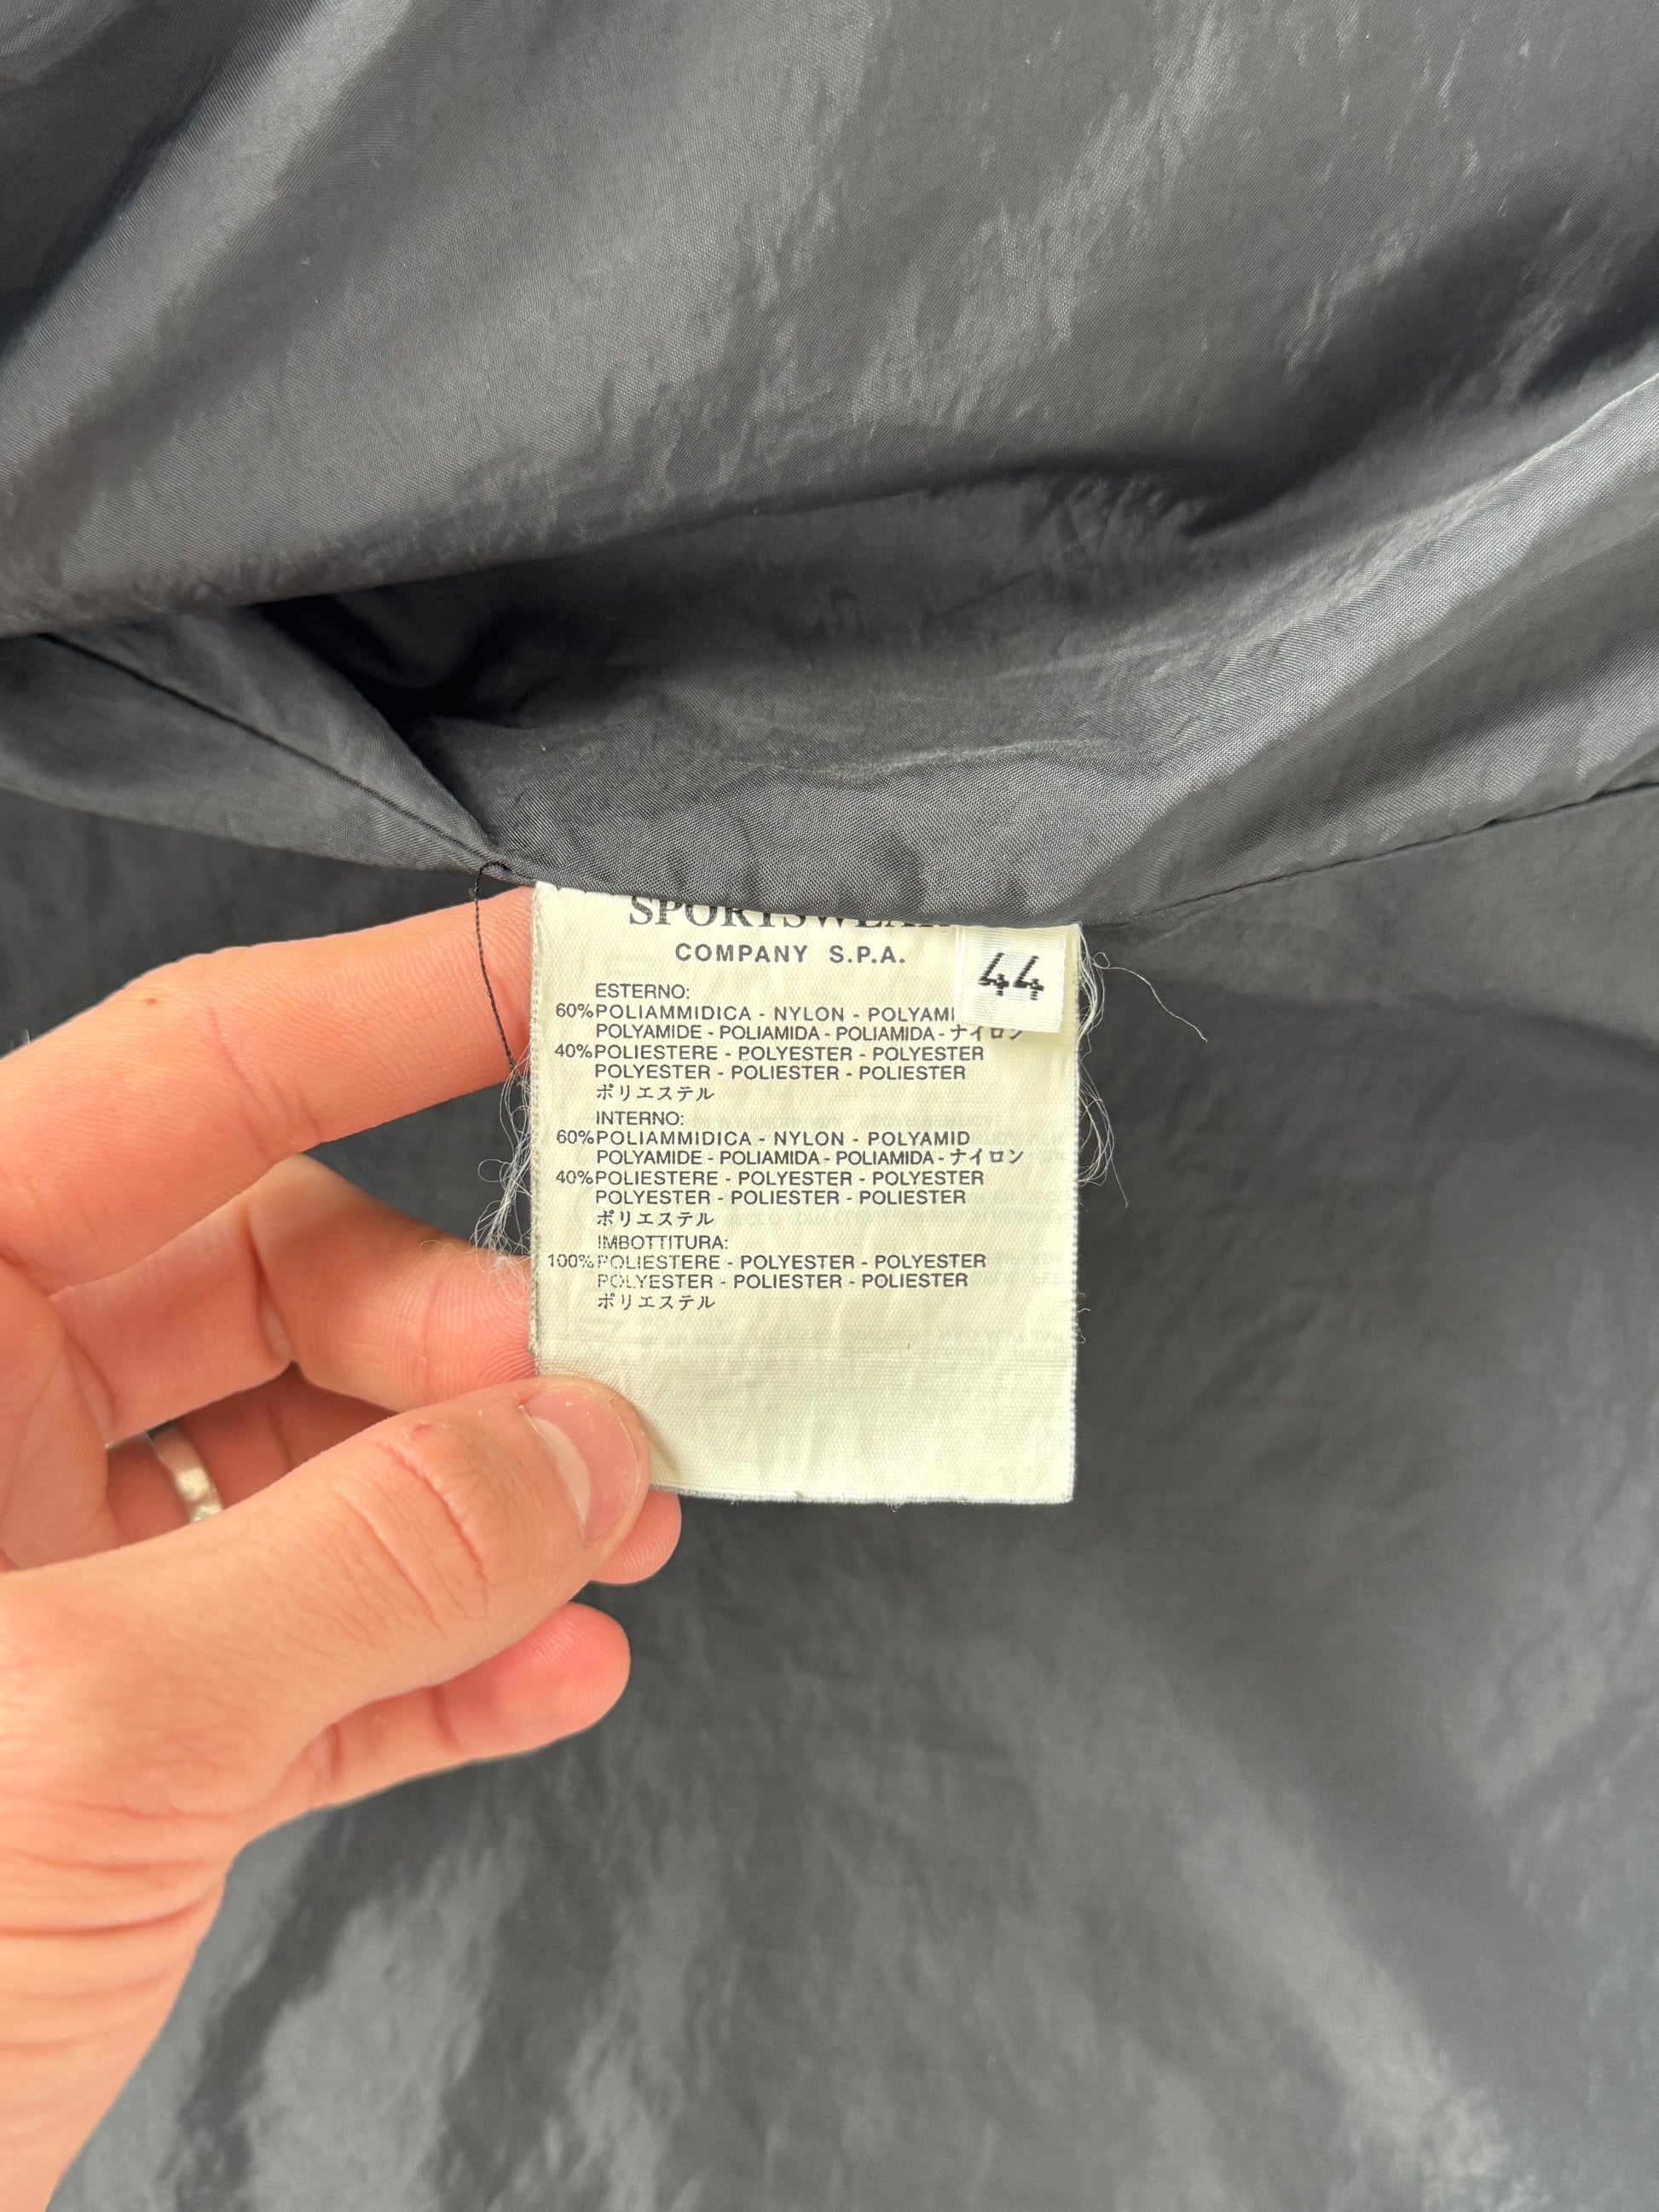 SPORTSWEAR
COMPANY S.P.A.
44
ESTERNO:
60%POLIAMMIDICA - NYLON - POLYAMI
POLYAMIDE - POLIAMIDA - POLIAMIDA - ナイロン
40%POLIESTERE - POLYESTER - POLYESTER
POLYESTER - POLIESTER - POLIESTER
ポリエステル
INTERNO:
60%POLIAMMIDICA - NYLON - POLYAMID
POLYAMIDE - POLIAMIDA - POLIAMIDA - ナイロン
40%POLIESTERE - POLYESTER - POLYESTER
POLYESTER - POLIESTER - POLIESTER
ポリエステル
IMBOTTITURA:
100%POLIESTERE - POLYESTER - POLYESTER
POLYESTER - POLIESTER - POLIESTER
ポリエステル